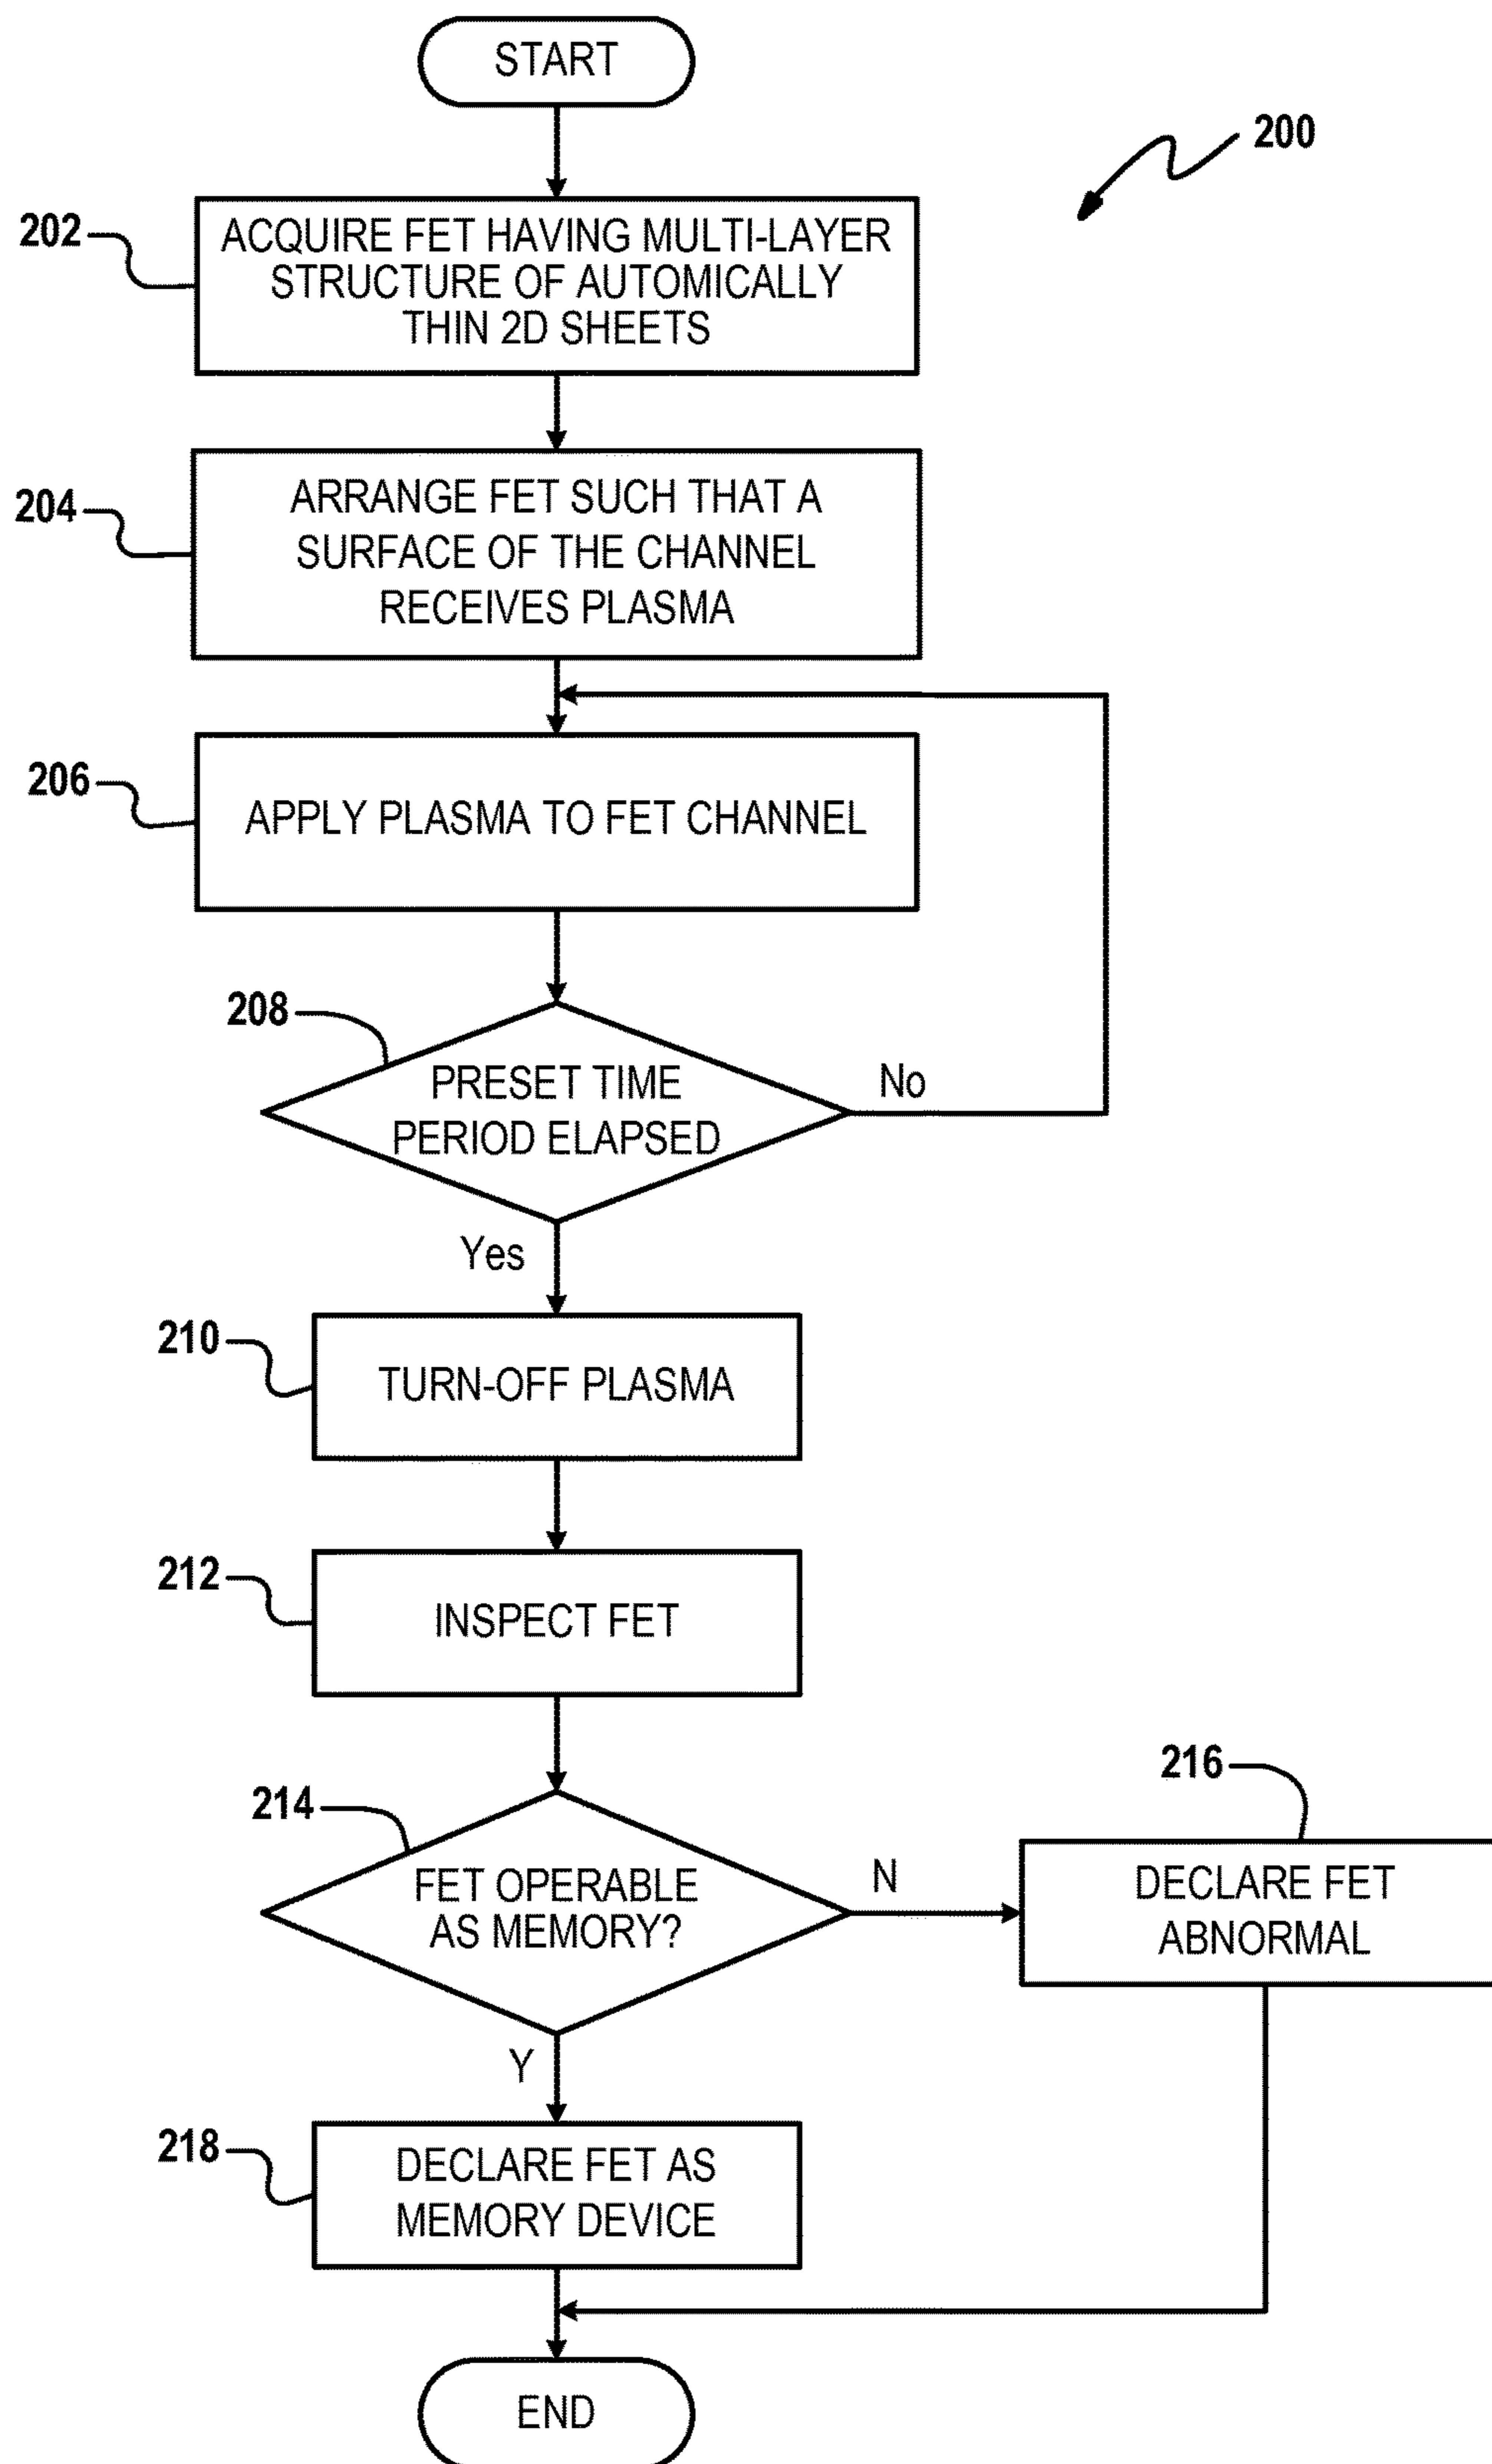 START
200
202
ACQUIRE FET HAVING MULTI-LAYER
STRUCTURE OF AUTOMICALLY
THIN 2D SHEETS
204
ARRANGE FET SUCH THAT A
SURFACE OF THE CHANNEL
RECEIVES PLASMA
206
APPLY PLASMA TO FET CHANNEL
208
PRESET TIME
PERIOD ELAPSED
No
Yes
210
TURN-OFF PLASMA
212
INSPECT FET
214
FET OPERABLE
AS MEMORY?
N
216
DECLARE FET
ABNORMAL
Y
218
DECLARE FET AS
MEMORY DEVICE
END